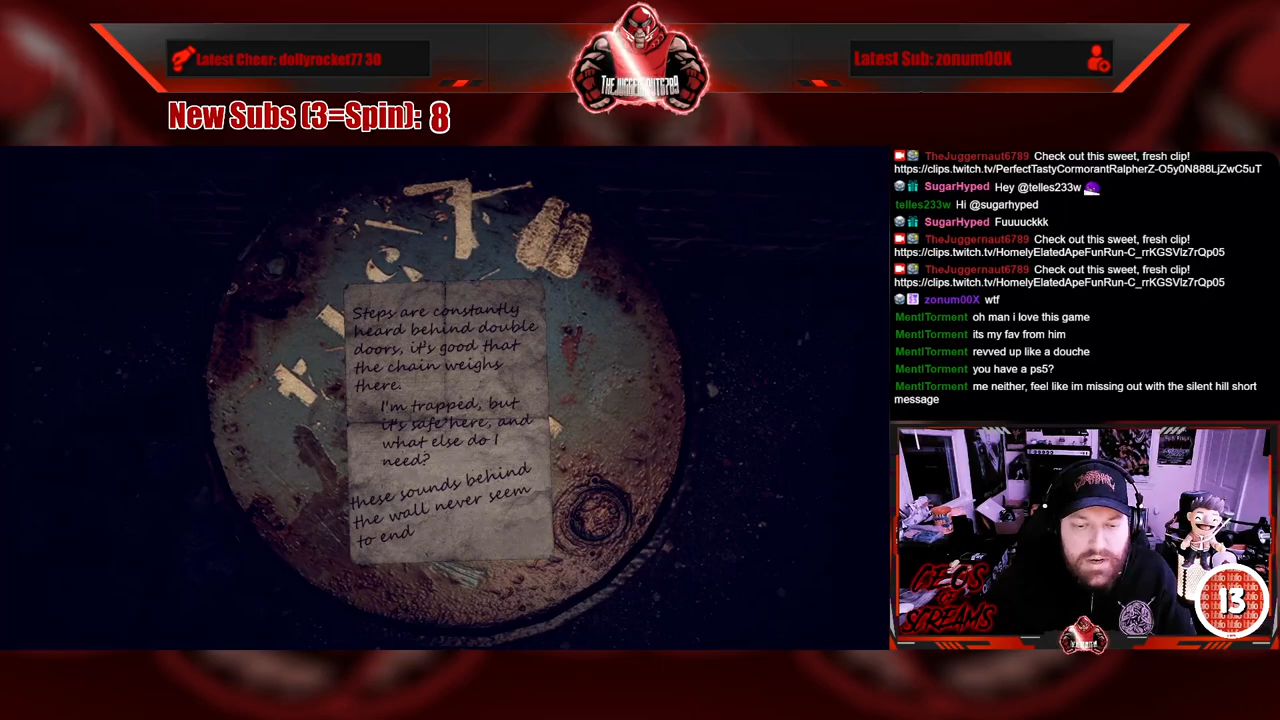 Latest Cheer: dollyrocket77 30
THEJUGGERNAUT6789
Latest Sub: zonum00X
New Subs (3=Spin): 8
Steps are constantly
heard behind double
doors, it's good that
the chain weighs
there.
I'm trapped, but
it's safe here, and
what else do I
need?
these sounds behind
the wall never seem
to end
TheJuggernaut6789 Check out this sweet, fresh clip!
https://clips.twitch.tv/PerfectTastyCormorantRalpherZ-O5y0N888LjZwC5uT
SugarHyped Hey @telles233w
telles233w Hi @sugarhyped
SugarHyped Fuuuuckkk
TheJuggernaut6789 Check out this sweet, fresh clip!
https://clips.twitch.tv/HomelyElatedApeFunRun-C_rrKGSVlz7rQp05
TheJuggernaut6789 Check out this sweet, fresh clip!
https://clips.twitch.tv/HomelyElatedApeFunRun-C_rrKGSVlz7rQp05
zonum00X wtf
MentlTorment oh man i love this game
MentlTorment its my fav from him
MentlTorment revved up like a douche
MentlTorment you have a ps5?
MentlTorment me neither, feel like im missing out with the silent hill short
message
GEGS
OF
SCREAMS
13